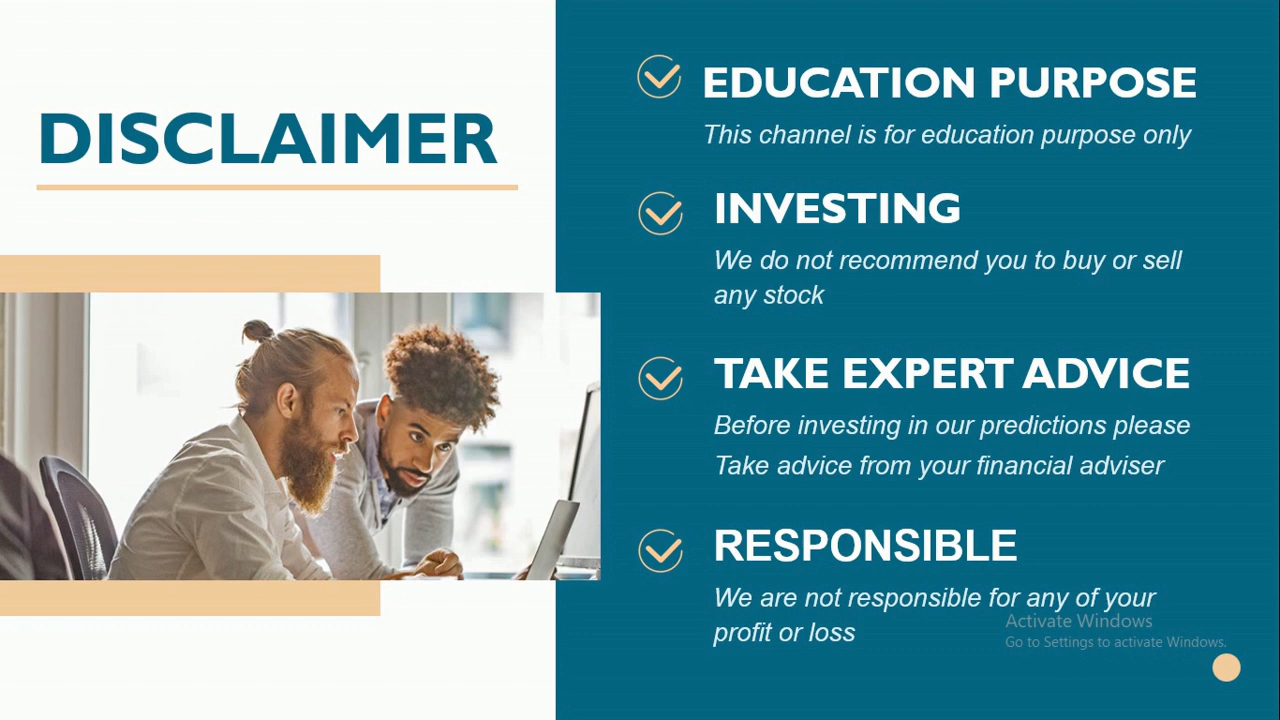 DISCLAIMER
EDUCATION PURPOSE
This channel is for education purpose only
INVESTING
We do not recommend you to buy or sell
any stock
TAKE EXPERT ADVICE
Before investing in our predictions please
Take advice from your financial adviser
RESPONSIBLE
We are not responsible for any of your
profit or loss
Activate Windows
Go to Settings to activate Windows.